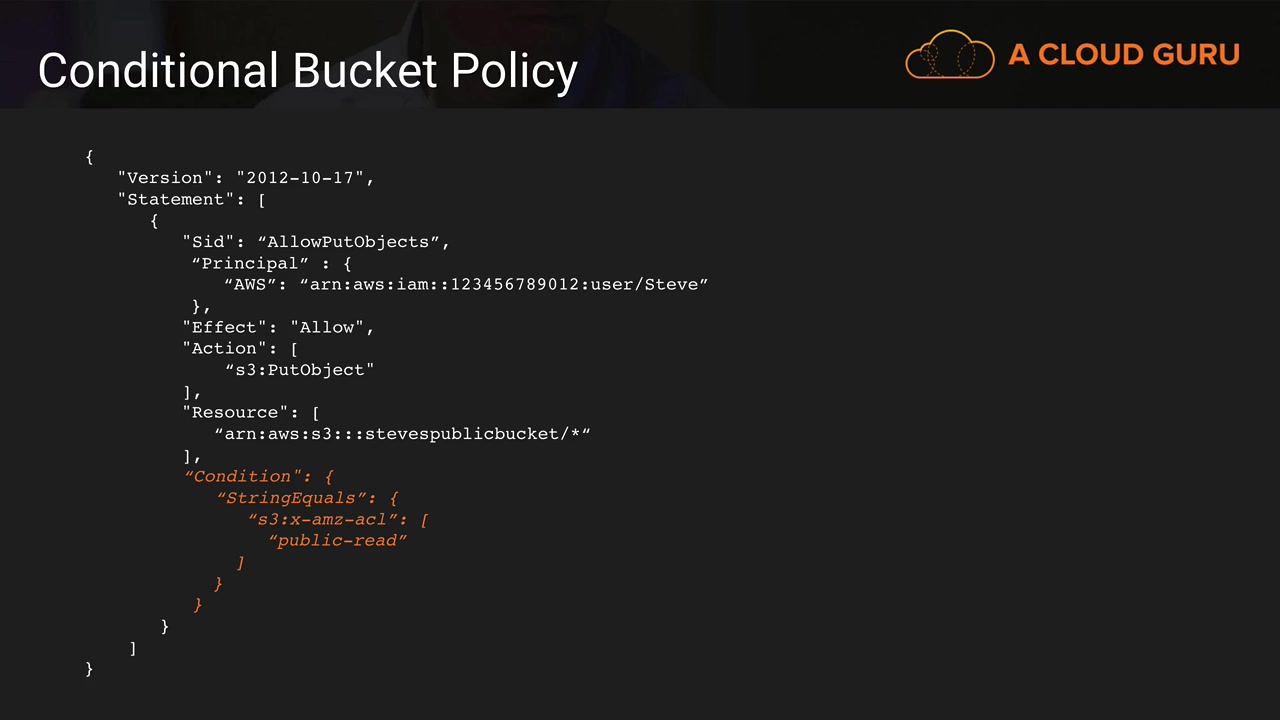 Conditional Bucket Policy
A CLOUD GURU
{
"Version": "2012-10-17",
"Statement": [
{
"Sid": “AllowPutObjects”,
“Principal” : {
“AWS”: “arn:aws:iam::123456789012:user/Steve”
},
"Effect": "Allow",
"Action": [
“s3:PutObject"
],
"Resource": [
“arn:aws:s3:::stevespublicbucket/*“
],
“Condition": {
“StringEquals”: {
“s3:x-amz-acl”: [
“public-read”
]
}
}
}
]
}